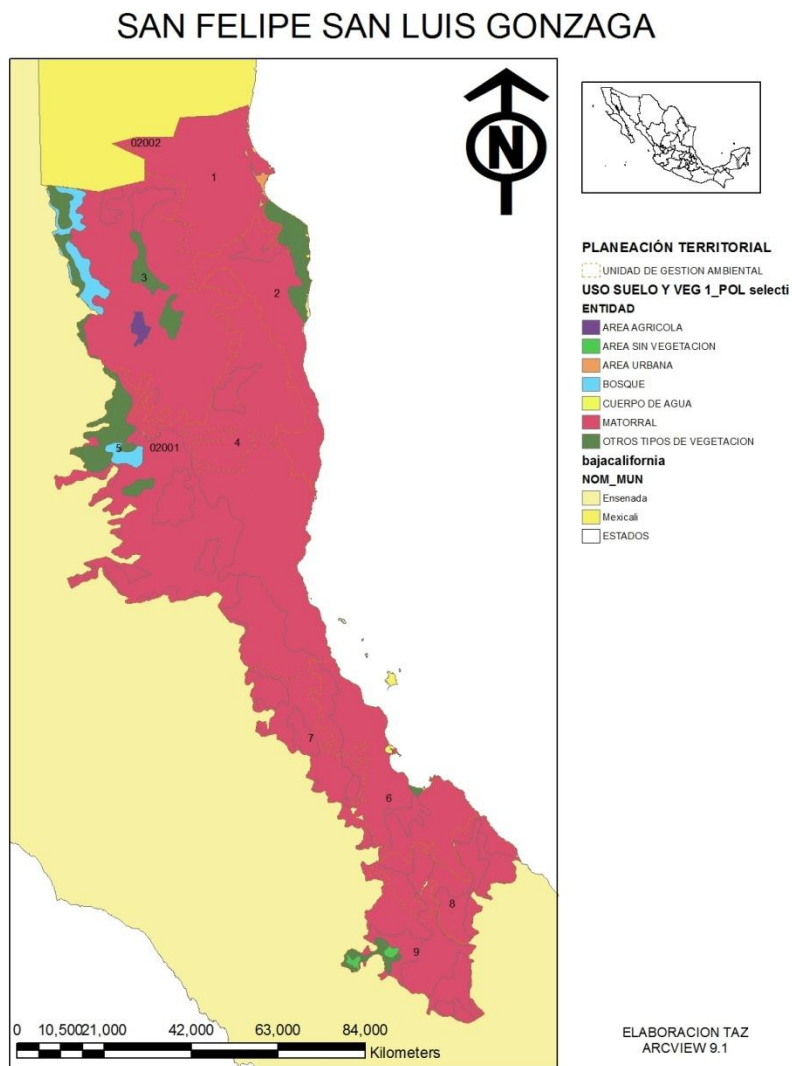 SAN FELIPE SAN LUIS GONZAGA
N
02002
1
3
2
5
02001
4
7
6
8
9
0 10,50021,000 42,000 63,000 84,000
Kilometers
PLANEACIÓN TERRITORIAL
UNIDAD DE GESTION AMBIENTAL
USO SUELO Y VEG 1_POL selecti
ENTIDAD
AREA AGRICOLA
AREA SIN VEGETACION
AREA URBANA
BOSQUE
CUERPO DE AGUA
MATORRAL
OTROS TIPOS DE VEGETACION
bajacalifornia
NOM_MUN
Ensenada
Mexicali
ESTADOS
ELABORACION TAZ
ARCVIEW 9.1